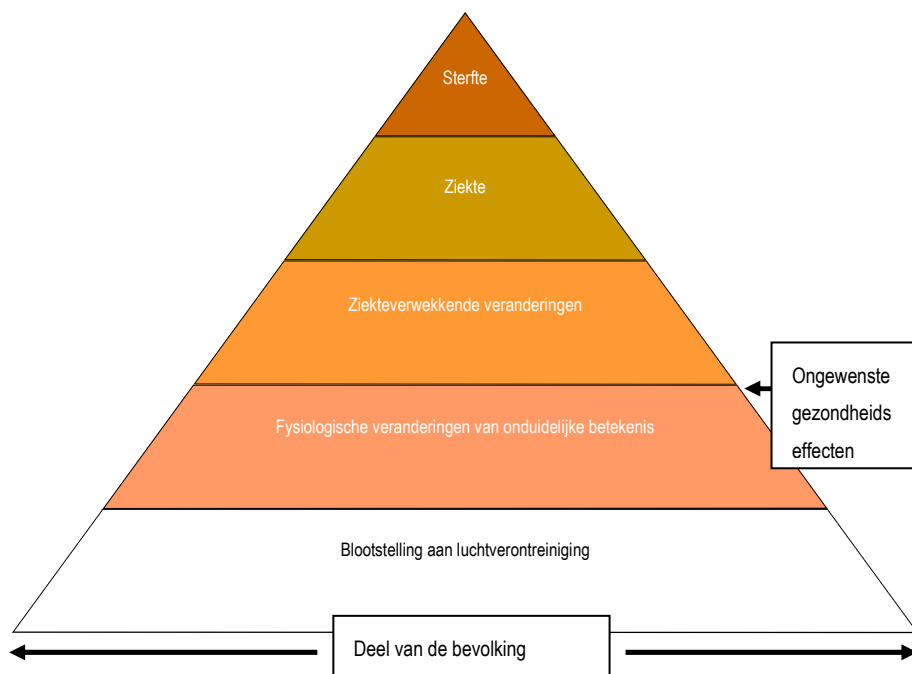 Sterfte
Ziekte
Ziekteverwekkende veranderingen
Ongewenste
gezondheids
effecten
Fysiologische veranderingen van onduidelijke betekenis
Blootstelling aan luchtverontreiniging
Deel van de bevolking